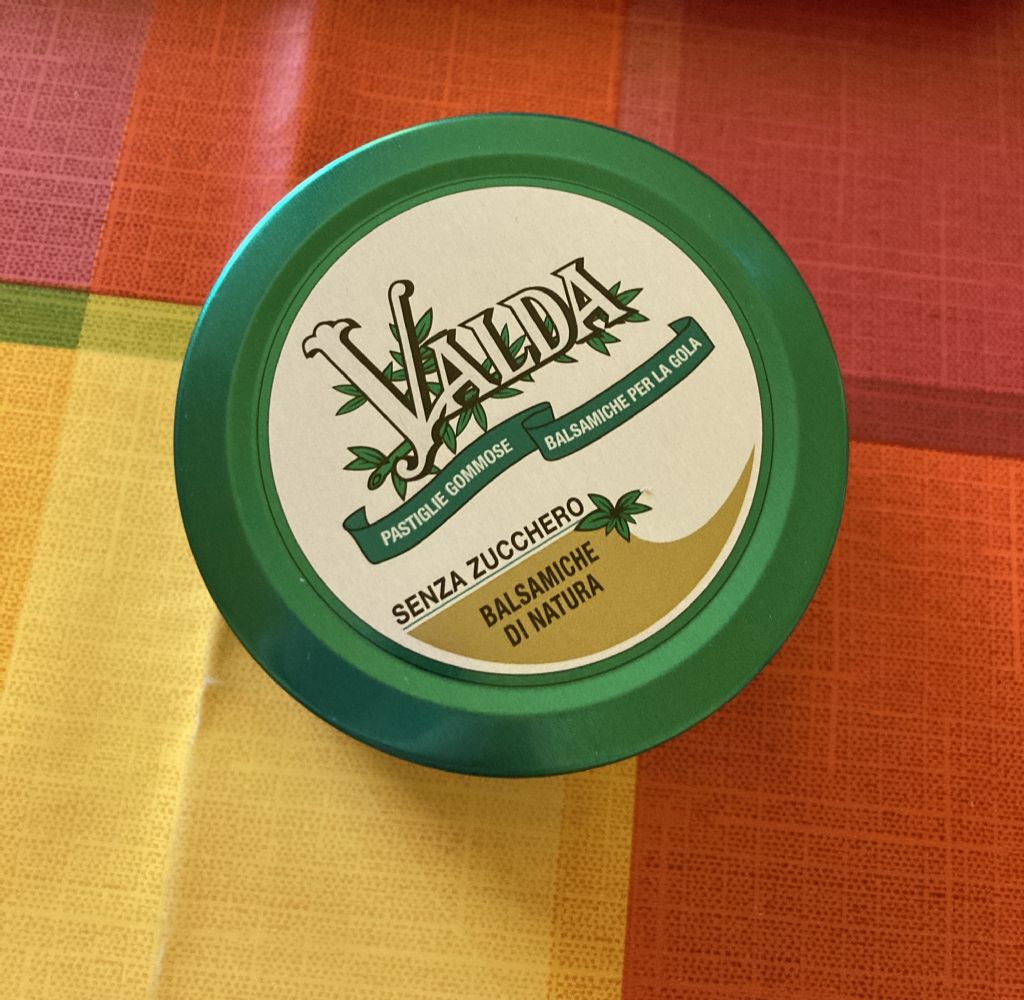 VALDA
PASTIGLIE GOMMOSE BALSAMICHE PER LA GOLA
SENZA ZUCCHERO
BALSAMICHE
DI NATURA